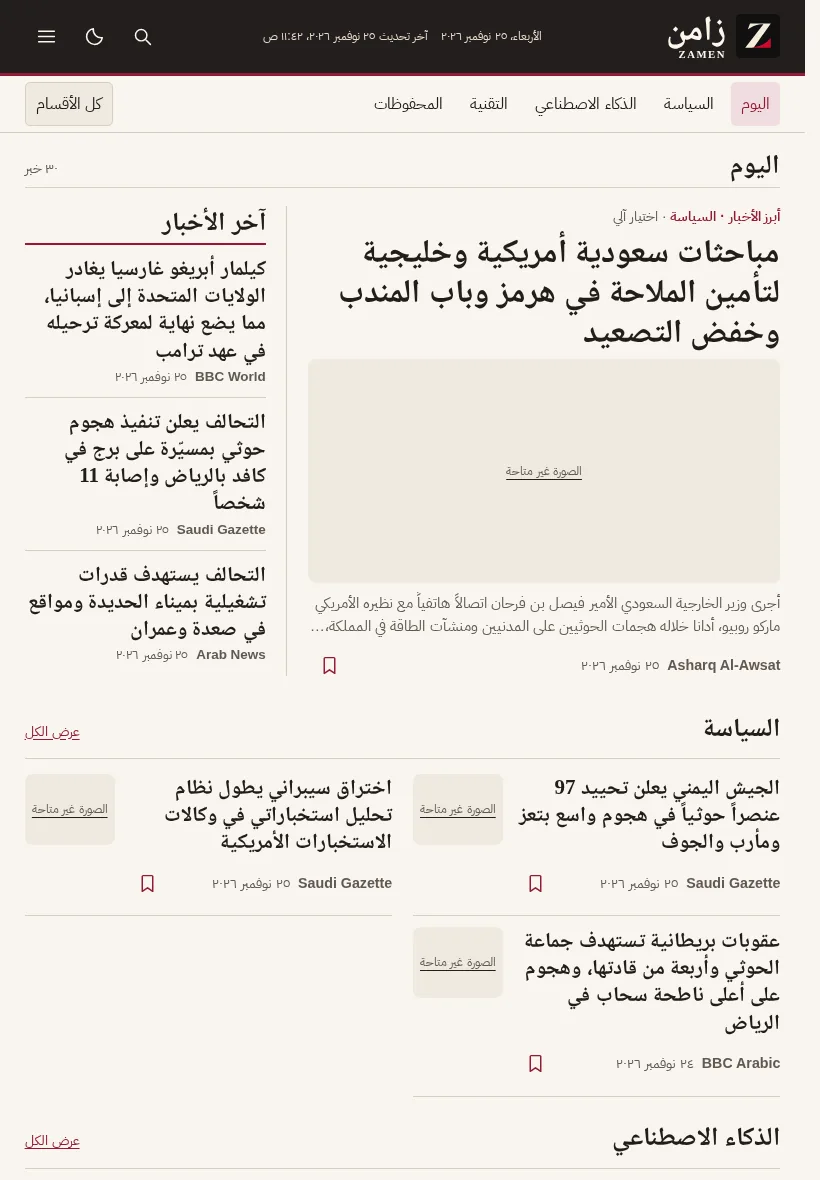 زامن
ZAMEN
الأربعاء، ٢٥ نوفمبر ٢٠٢٦
آخر تحديث ٢٥ نوفمبر ٢٠٢٦، ١١:٤٢ ص
اليوم
السياسة
الذكاء الاصطناعي
التقنية
المحفوظات
كل الأقسام
اليوم
٣٠ خبر
أبرز الأخبار · السياسة · اختيار آلي
مباحثات سعودية أمريكية وخليجية
لتأمين الملاحة في هرمز وباب المندب
وخفض التصعيد
الصورة غير متاحة
أجرى وزير الخارجية السعودي الأمير فيصل بن فرحان اتصالاً هاتفياً مع نظيره الأمريكي
ماركو روبيو، أدانا خلاله هجمات الحوثيين على المدنيين ومنشآت الطاقة في المملكة،...
Asharq Al-Awsat ٢٥ نوفمبر ٢٠٢٦
آخر الأخبار
كيلمار أبريغو غارسيا يغادر
الولايات المتحدة إلى إسبانيا،
مما يضع نهاية لمعركة ترحيله
في عهد ترامب
BBC World ٢٥ نوفمبر ٢٠٢٦
التحالف يعلن تنفيذ هجوم
حوثي بمسيّرة على برج في
كافد بالرياض وإصابة 11
شخصاً
Saudi Gazette ٢٥ نوفمبر ٢٠٢٦
التحالف يستهدف قدرات
تشغيلية بميناء الحديدة ومواقع
في صعدة وعمران
Arab News ٢٥ نوفمبر ٢٠٢٦
السياسة
عرض الكل
الجيش اليمني يعلن تحييد 97
عنصراً حوثياً في هجوم واسع بتعز
ومأرب والجوف
الصورة غير متاحة
Saudi Gazette ٢٥ نوفمبر ٢٠٢٦
اختراق سيبراني يطول نظام
تحليل استخباراتي في وكالات
الاستخبارات الأمريكية
الصورة غير متاحة
Saudi Gazette ٢٥ نوفمبر ٢٠٢٦
عقوبات بريطانية تستهدف جماعة
الحوثي وأربعة من قادتها، وهجوم
على أعلى ناطحة سحاب في
الرياض
الصورة غير متاحة
BBC Arabic ٢٤ نوفمبر ٢٠٢٦
الذكاء الاصطناعي
عرض الكل